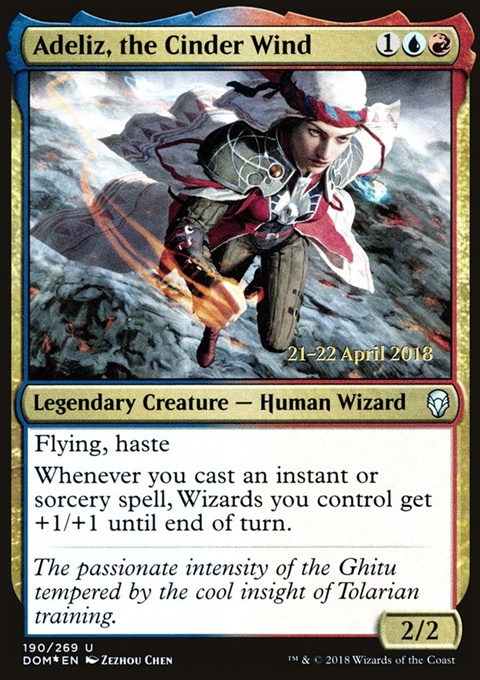 Adeliz, the Cinder Wind 1
21–22 April 2018
Legendary Creature — Human Wizard
Flying, haste
Whenever you cast an instant or
sorcery spell, Wizards you control get
+1/+1 until end of turn.
The passionate intensity of the Ghitu
tempered by the cool insight of Tolarian
training.
2/2
190/269 U
DOM★EN Zezhou Chen ™ & © 2018 Wizards of the Coast